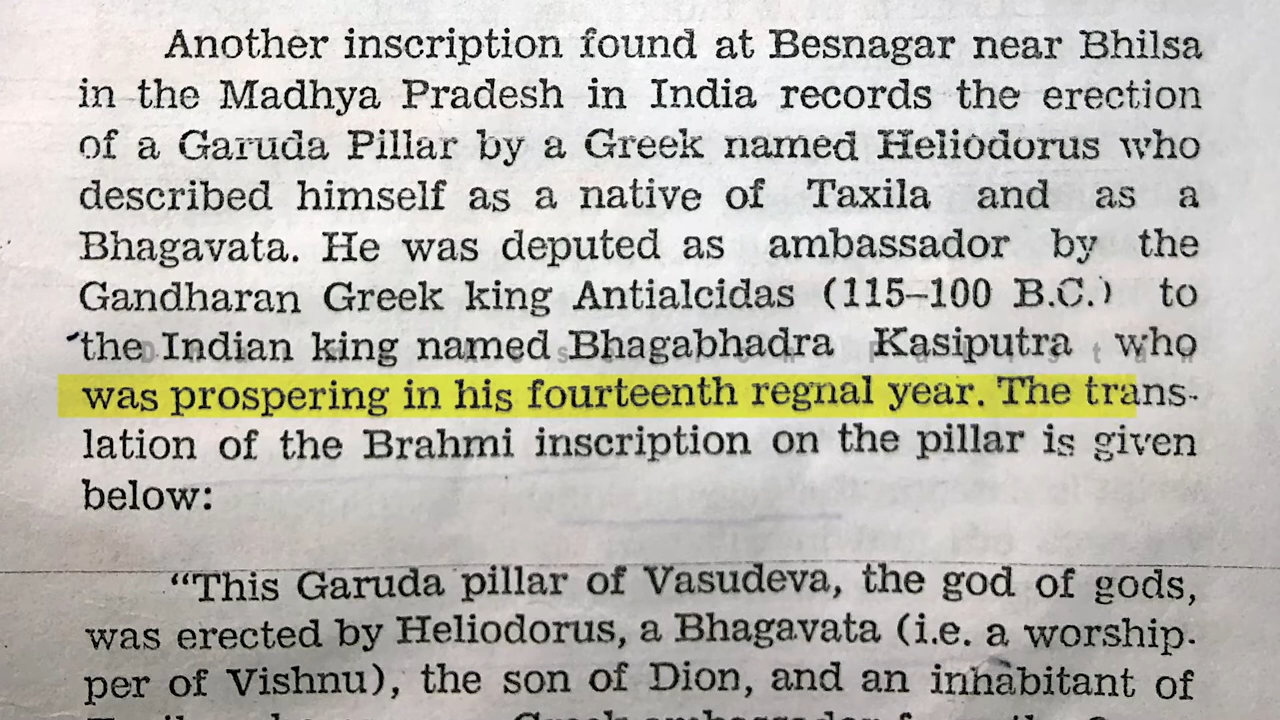 Another inscription found at Besnagar near Bhilsa
in the Madhya Pradesh in India records the erection
of a Garuda Pillar by a Greek named Heliodorus who
described himself as a native of Taxila and as a
Bhagavata. He was deputed as ambassador by the
Gandharan Greek king Antialcidas (115–100 B.C.) to
the Indian king named Bhagabhadra Kasiputra who
was prospering in his fourteenth regnal year. The trans-
lation of the Brahmi inscription on the pillar is given
below:
“This Garuda pillar of Vasudeva, the god of gods,
was erected by Heliodorus, a Bhagavata (i.e. a worship-
per of Vishnu), the son of Dion, and an inhabitant of